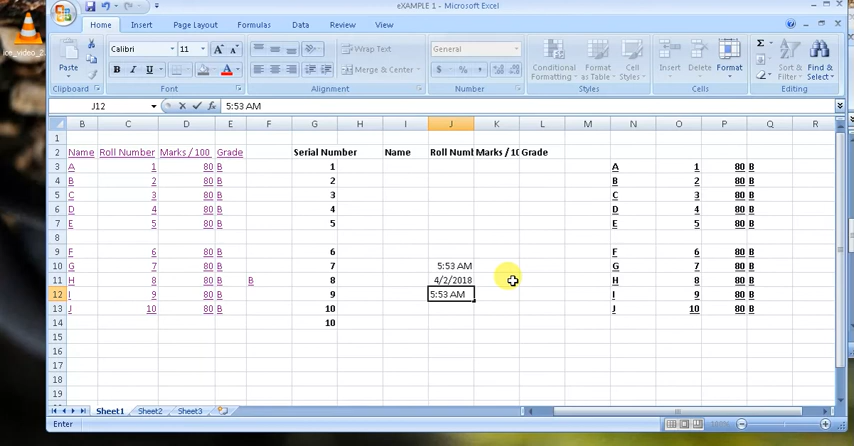 eXAMPLE 1 - Microsoft Excel
Home Insert Page Layout Formulas Data Review View
Paste
Calibri 11 A A Wrap Text General
B I U A Merge & Center $ % , Conditional Formatting Format as Table Cell Styles Insert Delete Format Σ Sort & Filter Find & Select
Clipboard Font Alignment Number Styles Cells Editing
J12 5:53 AM
B C D E F G H I J K L M N O P Q R
1
2 Name Roll Number Marks / 100 Grade Serial Number Name Roll Numb Marks / 10 Grade
3 A 1 80 B 1 A 1 80 B
4 B 2 80 B 2 B 2 80 B
5 C 3 80 B 3 C 3 80 B
6 D 4 80 B 4 D 4 80 B
7 E 5 80 B 5 E 5 80 B
8
9 F 6 80 B 6 F 6 80 B
10 G 7 80 B 7 5:53 AM G 7 80 B
11 H 8 80 B B 8 4/2/2018 H 8 80 B
12 I 9 80 B 9 5:53 AM I 9 80 B
13 J 10 80 B 10 J 10 80 B
14 10
15
16
17
18
19
Sheet1 Sheet2 Sheet3
Enter